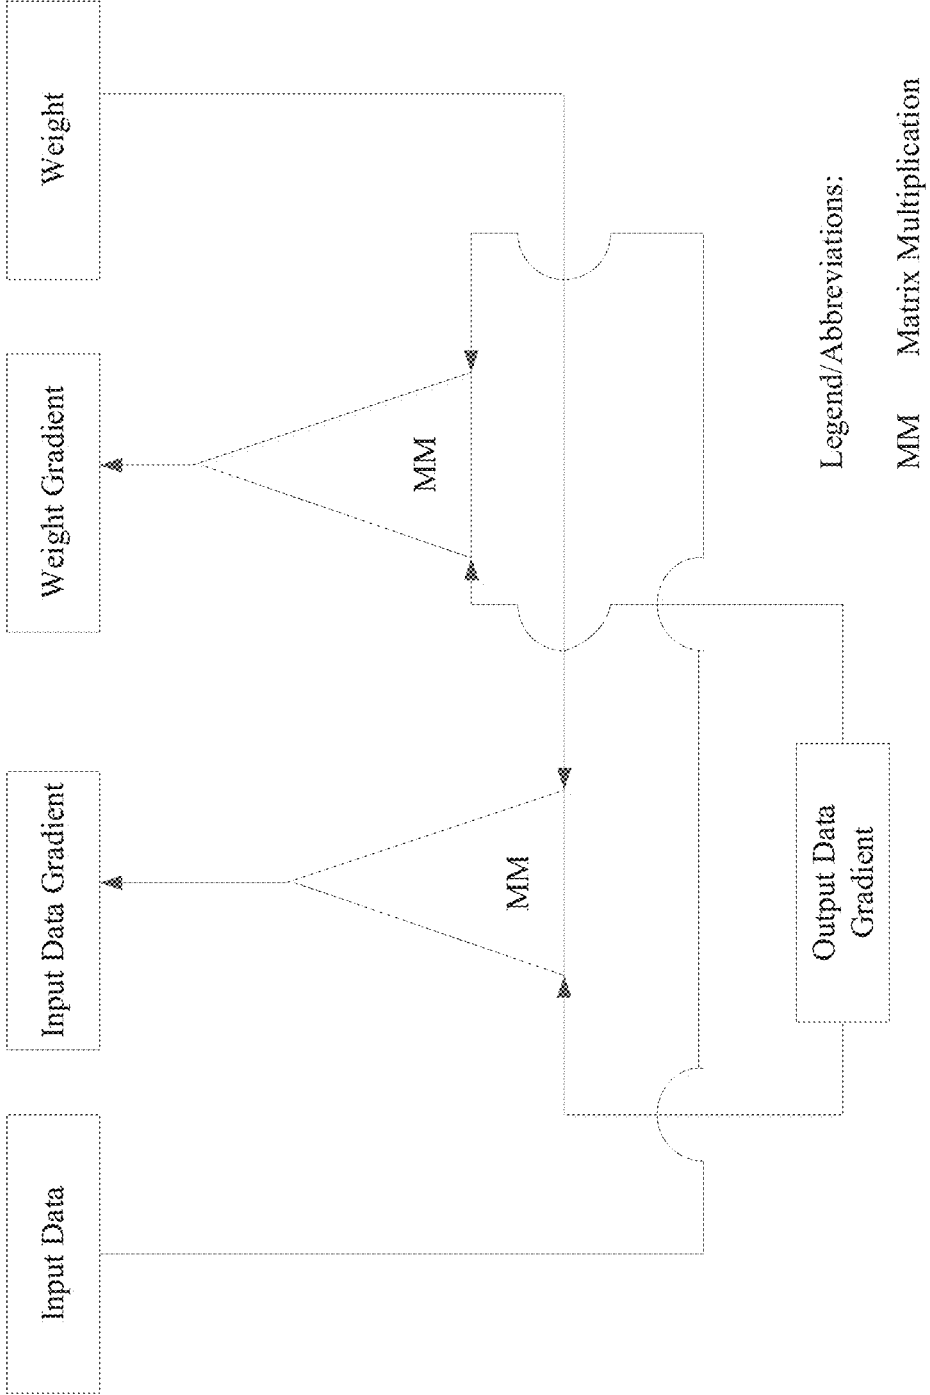 Input Data
Input Data Gradient
Weight Gradient
Weight
MM
MM
Output Data
Gradient
Legend/Abbreviations:
MM Matrix Multiplication